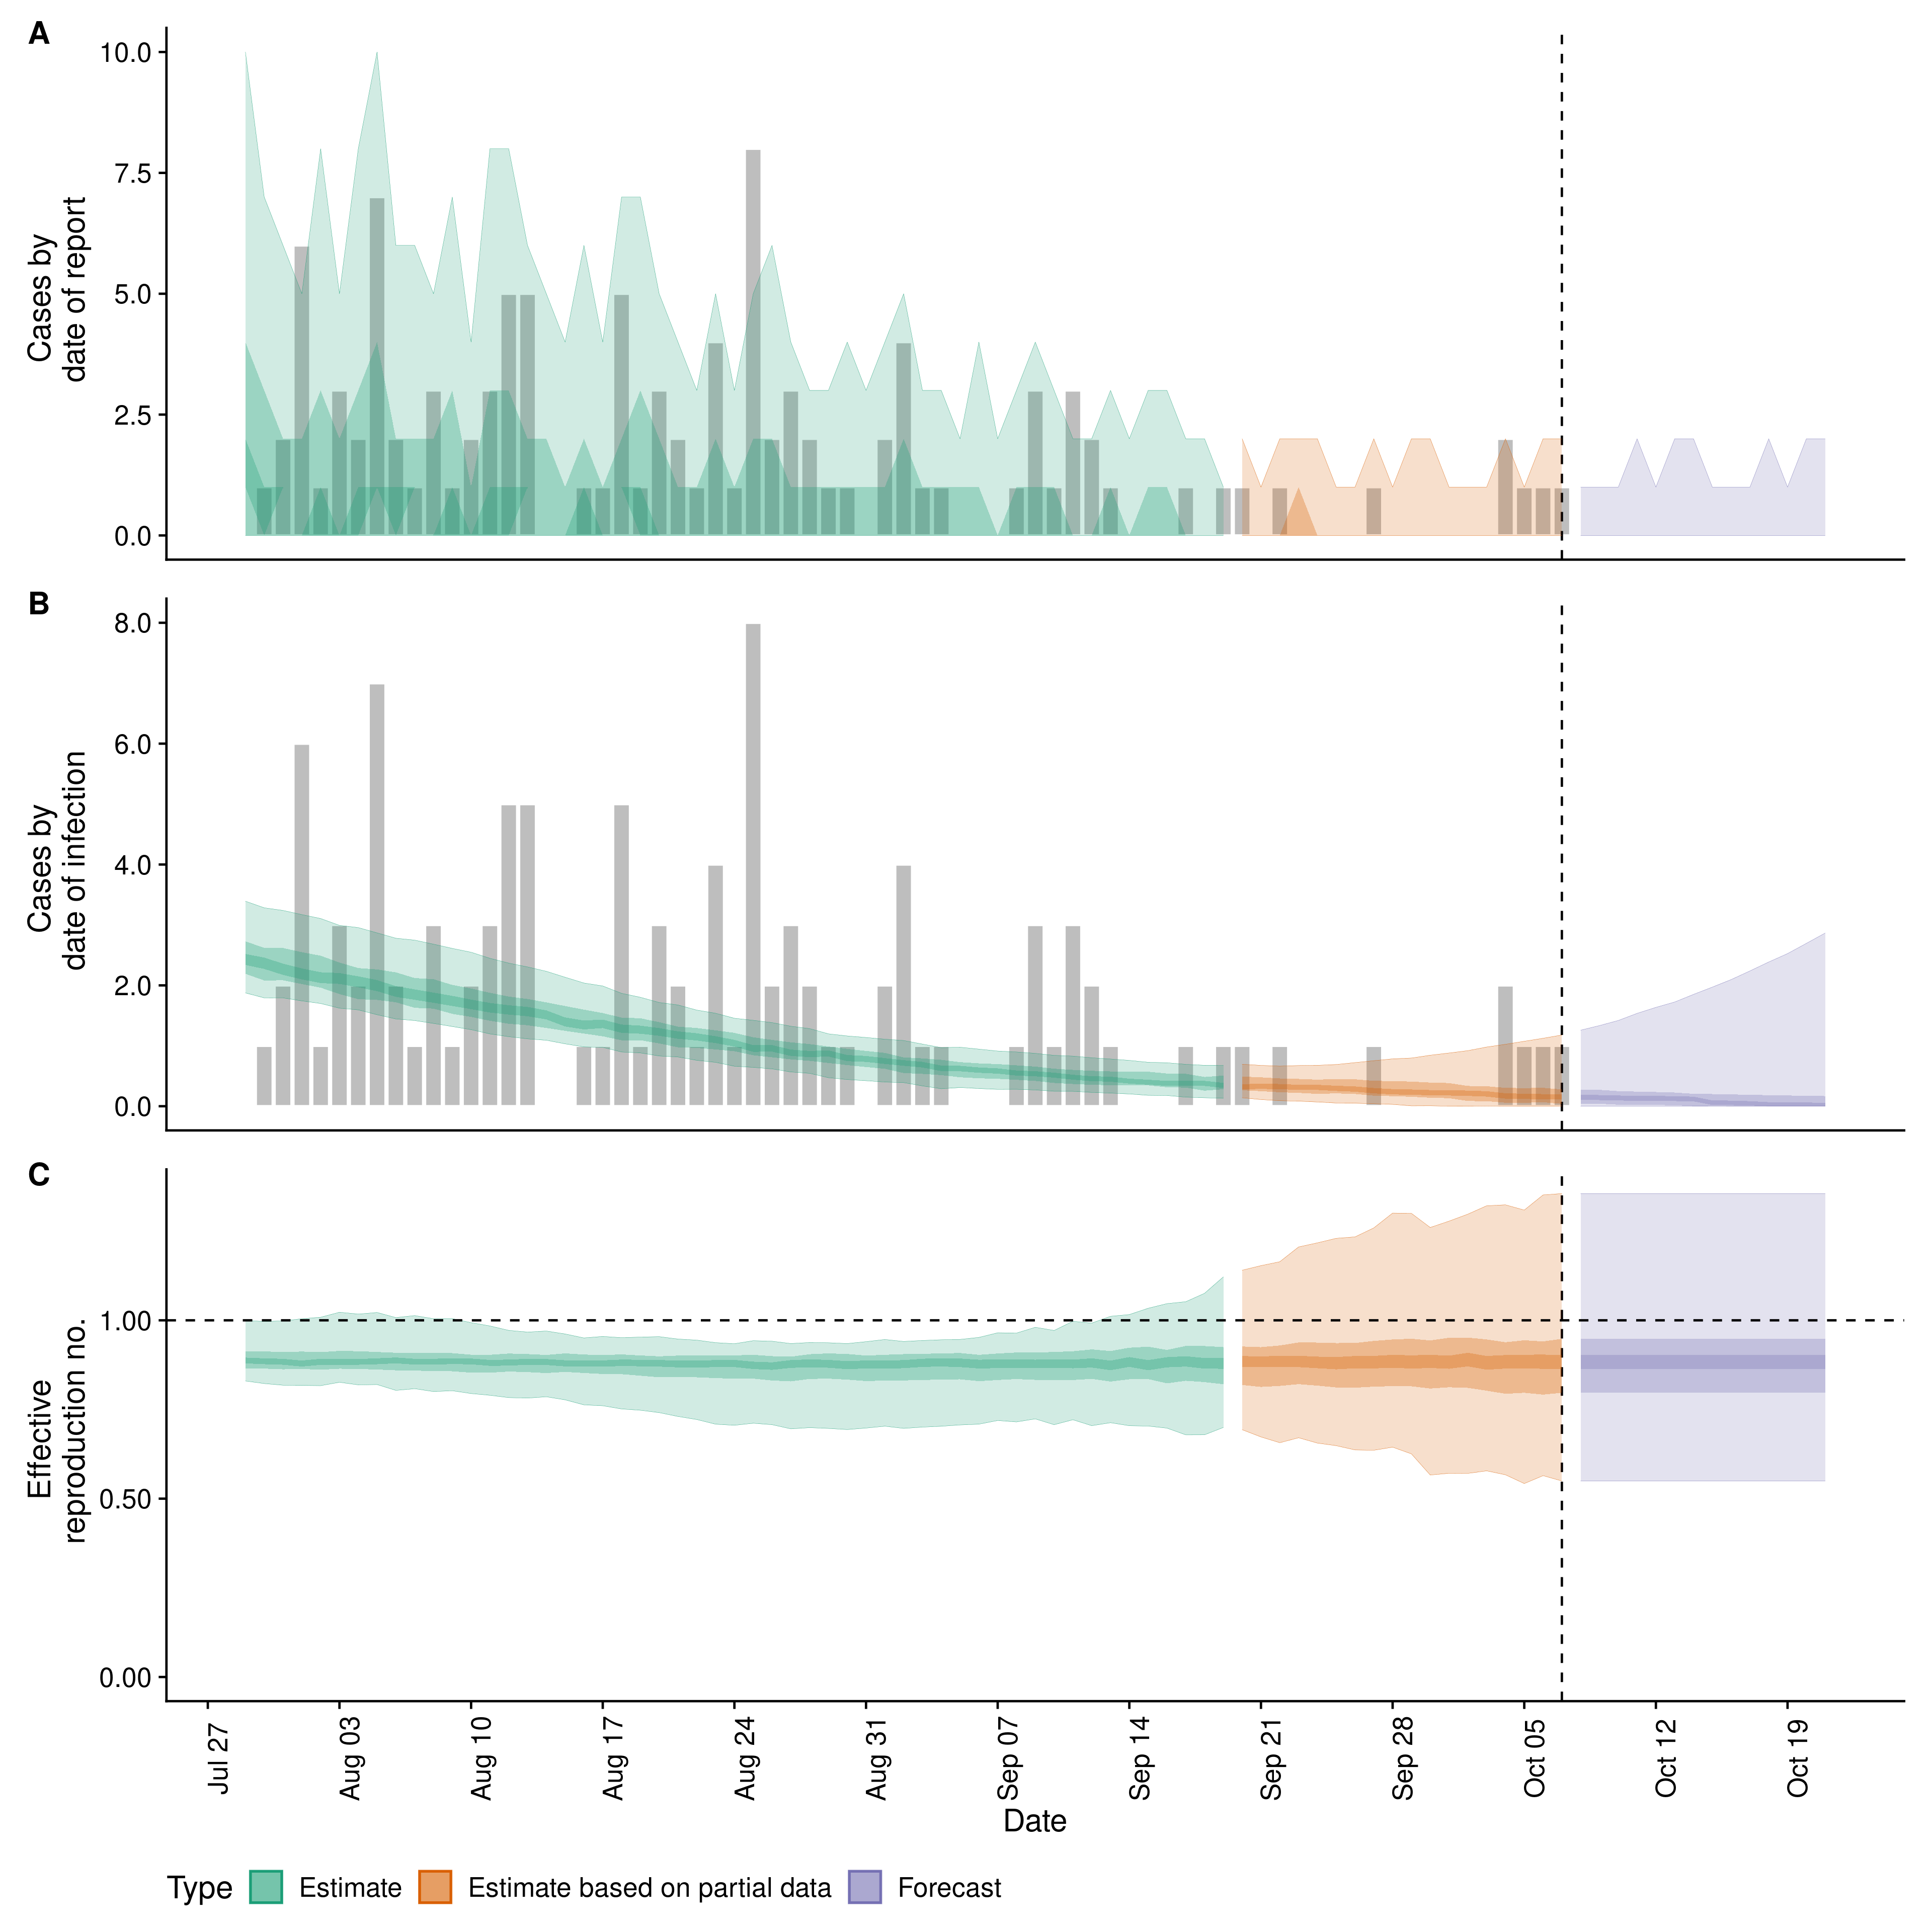 A
Cases by
date of report
10.0
7.5
5.0
2.5
0.0
B
Cases by
date of infection
8.0
6.0
4.0
2.0
0.0
C
Effective
reproduction no.
1.00
0.50
0.00
Jul 27
Aug 03
Aug 10
Aug 17
Aug 24
Aug 31
Sep 07
Sep 14
Sep 21
Sep 28
Oct 05
Oct 12
Oct 19
Date
Type Estimate Estimate based on partial data Forecast